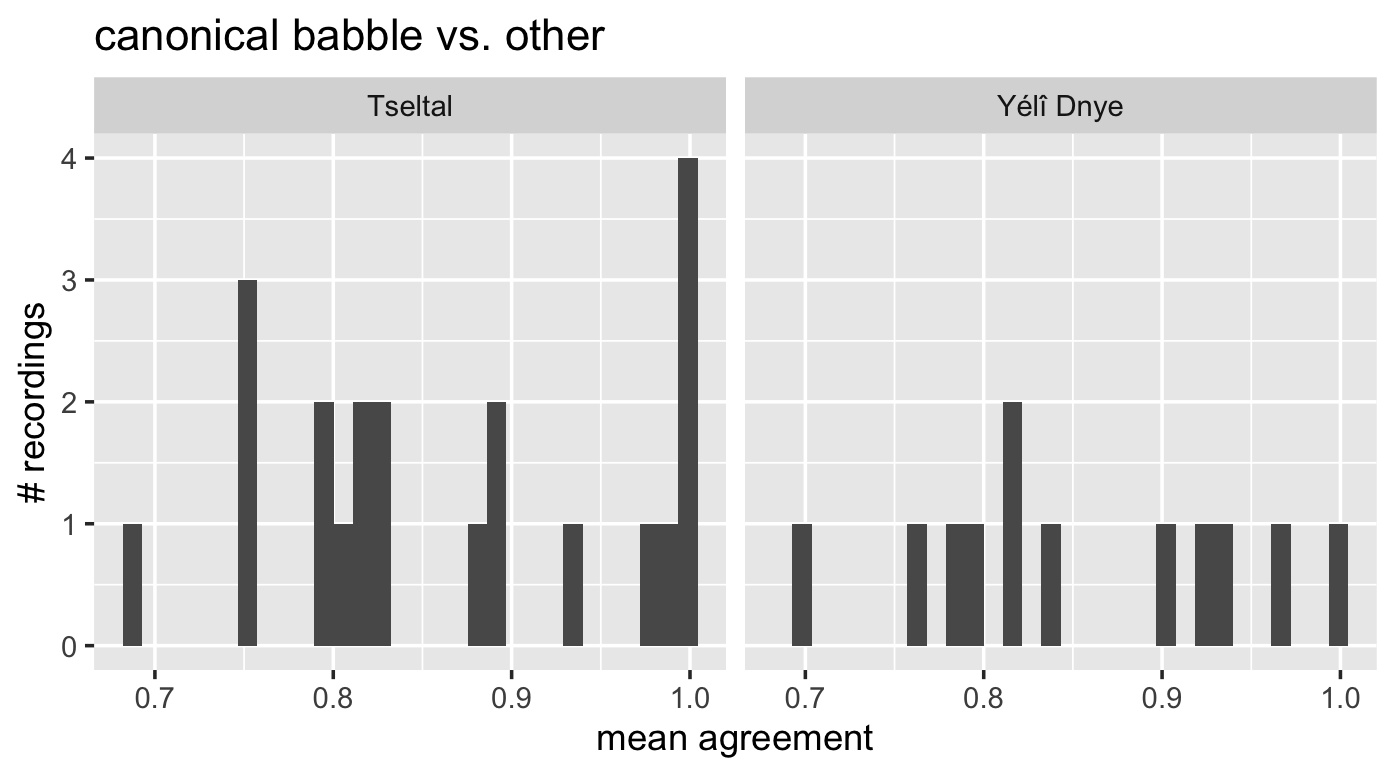 canonical babble vs. other
Tseltal
Yélî Dnye
4
3
2
1
0
# recordings
0.7 0.8 0.9 1.0 0.7 0.8 0.9 1.0
mean agreement